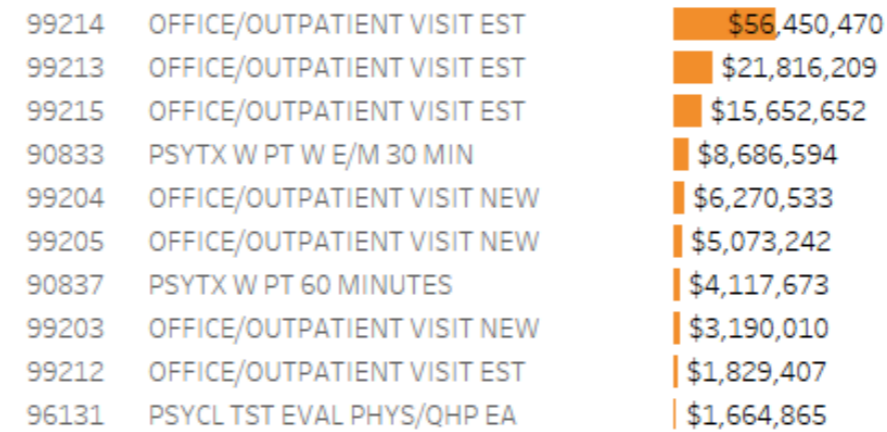 99214 OFFICE/OUTPATIENT VISIT EST $56,450,470
99213 OFFICE/OUTPATIENT VISIT EST $21,816,209
99215 OFFICE/OUTPATIENT VISIT EST $15,652,652
90833 PSYTX W PT W E/M 30 MIN $8,686,594
99204 OFFICE/OUTPATIENT VISIT NEW $6,270,533
99205 OFFICE/OUTPATIENT VISIT NEW $5,073,242
90837 PSYTX W PT 60 MINUTES $4,117,673
99203 OFFICE/OUTPATIENT VISIT NEW $3,190,010
99212 OFFICE/OUTPATIENT VISIT EST $1,829,407
96131 PSYCL TST EVAL PHYS/QHP EA $1,664,865